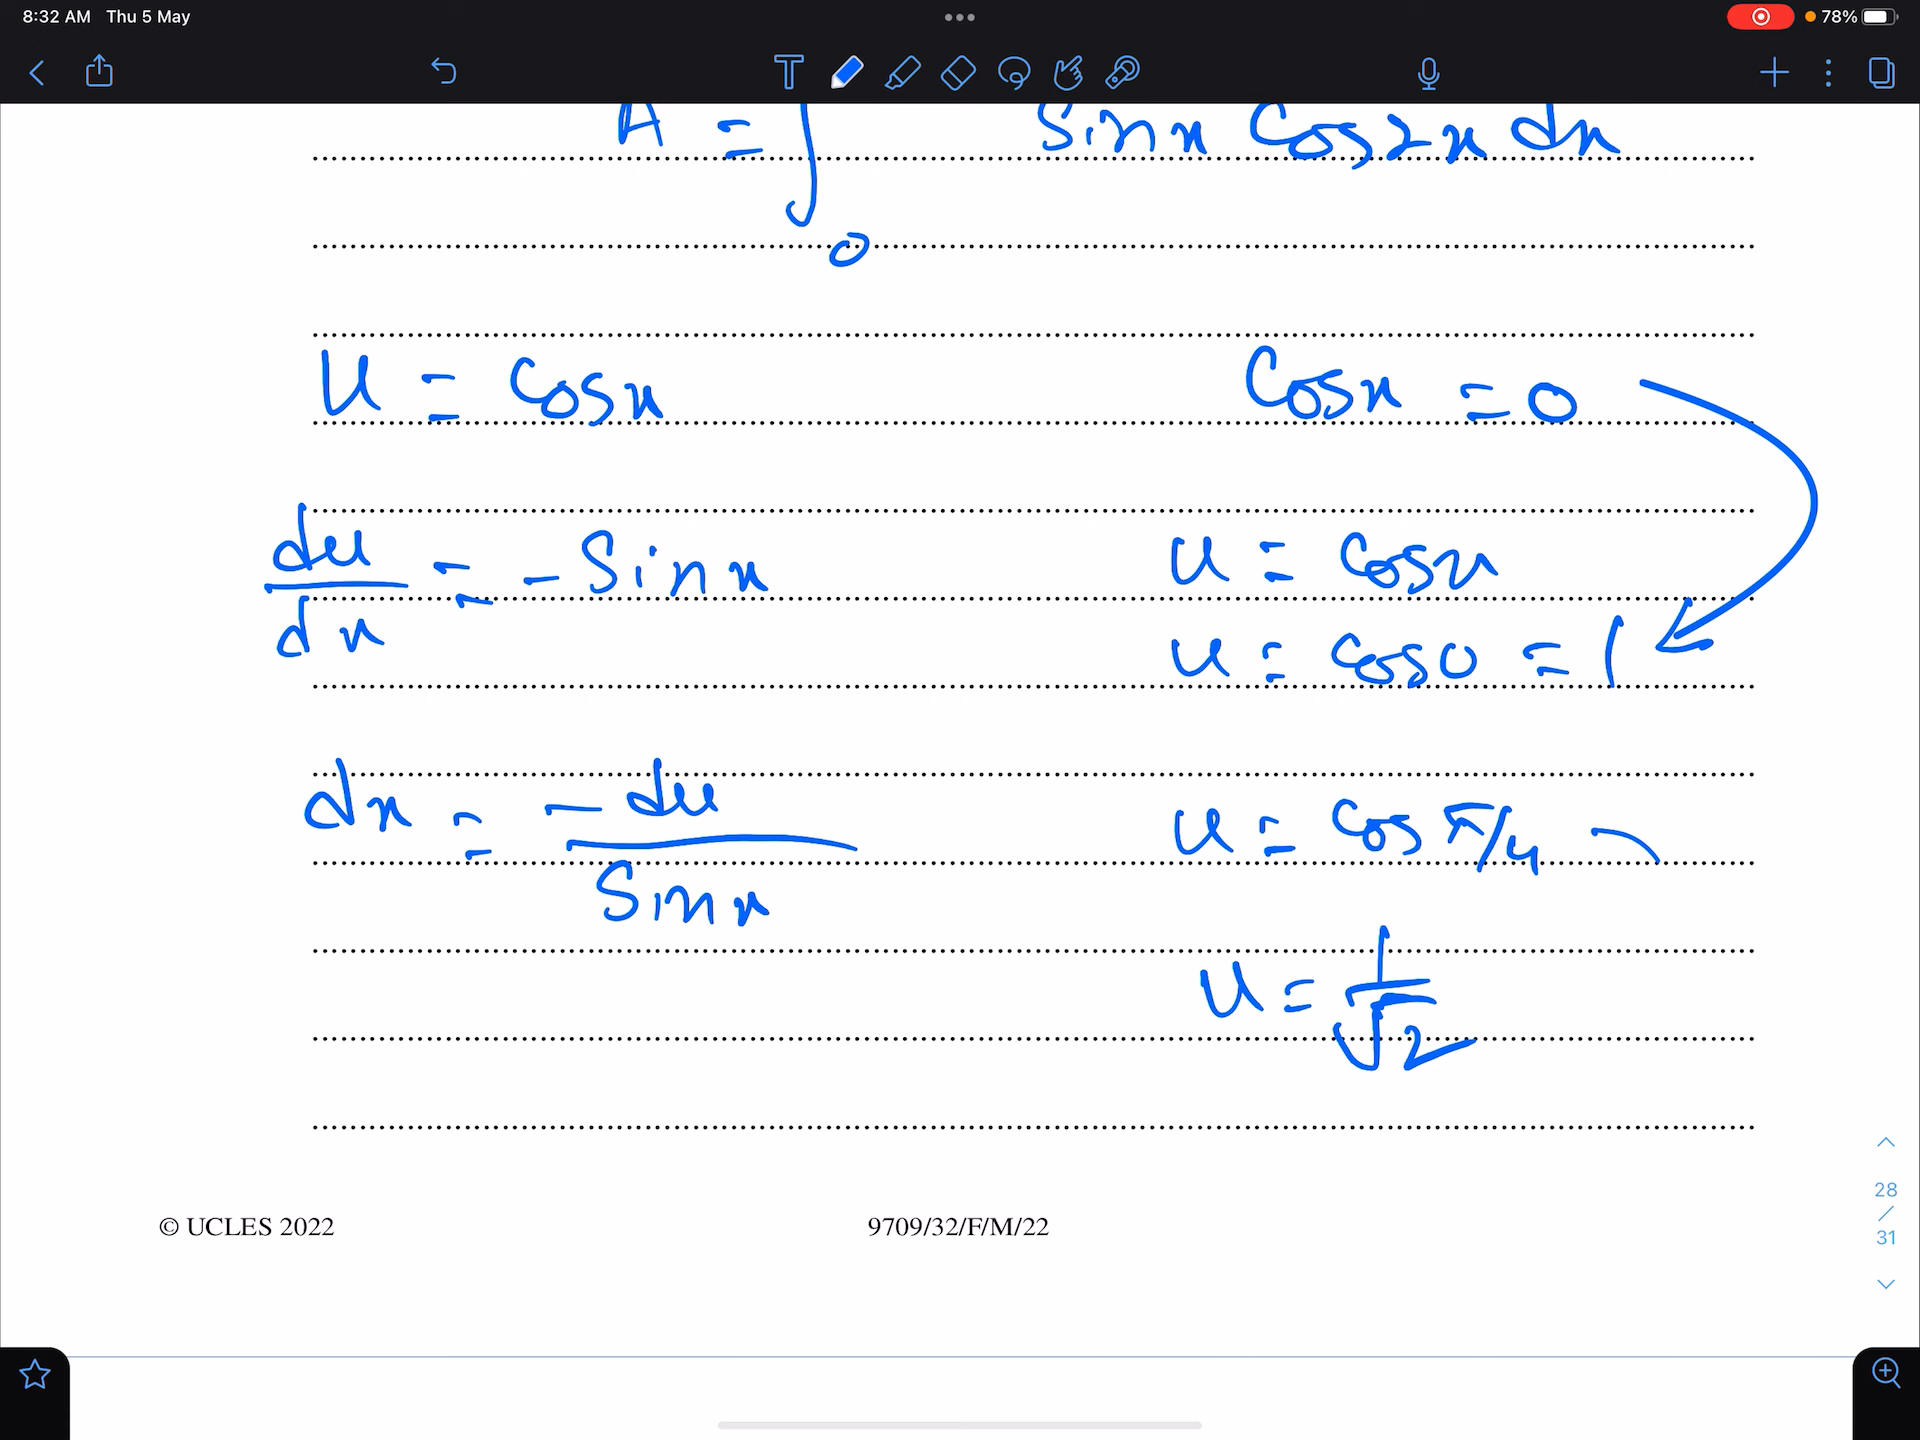 8:32 AM Thu 5 May 78%
A = ∫ sinx Cos2x dx
0
u = Cosx Cosx = 0
du/dx = - Sinx u = Cosx
u = Cos0 = 1
dx = - du/Sinx u = Cos π/4
u = 1/√2
28
/
31
© UCLES 2022 9709/32/F/M/22